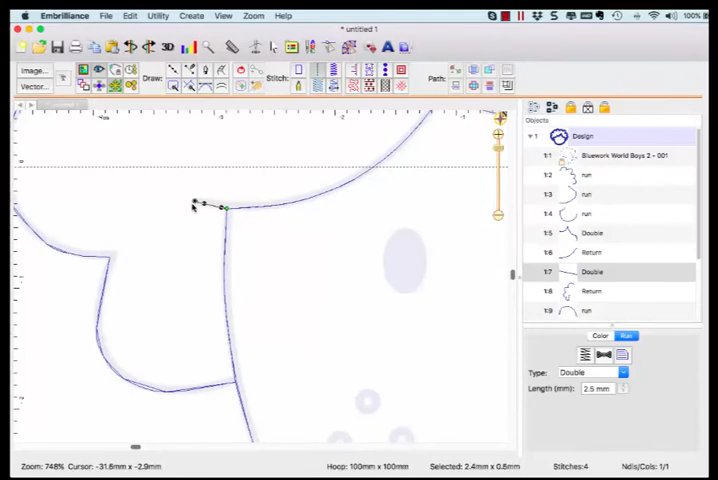 Embrilliance File Edit Utility Create View Zoom Help 100%
* untitled 1
3D A
Image... Draw: Stitch: Path:
Vector...
Objects
1 Design
1:1 Bluework World Boys 2 - 001
1:2 run
1:3 run
1:4 run
1:5 Double
1:6 Return
1:7 Double
1:8 Return
1:9 run
Color Run
Type: Double
Length (mm): 2.5 mm
Zoom: 748% Cursor: -31.6mm x -2.9mm Hoop: 100mm x 100mm Selected: 2.4mm x 0.6mm Stitches:4 Ndls/Cols: 1/1